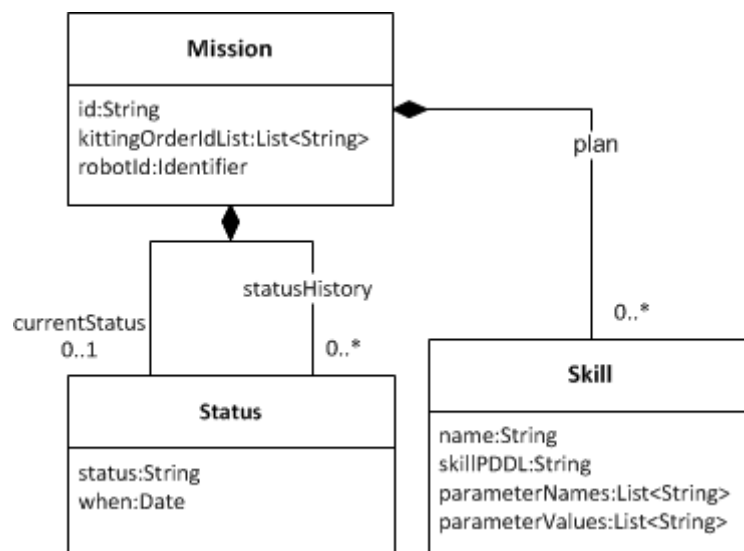 Mission
id:String
kittingOrderIdList:List<String>
robotId:Identifier
plan
statusHistory
currentStatus
0..1
0..*
0..*
Status
status:String
when:Date
Skill
name:String
skillPDDL:String
parameterNames:List<String>
parameterValues:List<String>